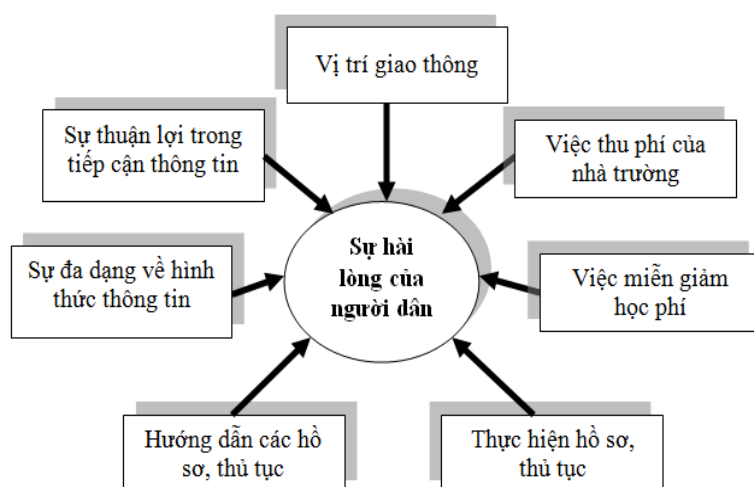 Vị trí giao thông
Sự thuận lợi trong
tiếp cận thông tin
Việc thu phí của
nhà trường
Sự hài
lòng của
người dân
Sự đa dạng về hình
thức thông tin
Việc miễn giảm
học phí
Hướng dẫn các hồ
sơ, thủ tục
Thực hiện hồ sơ,
thủ tục